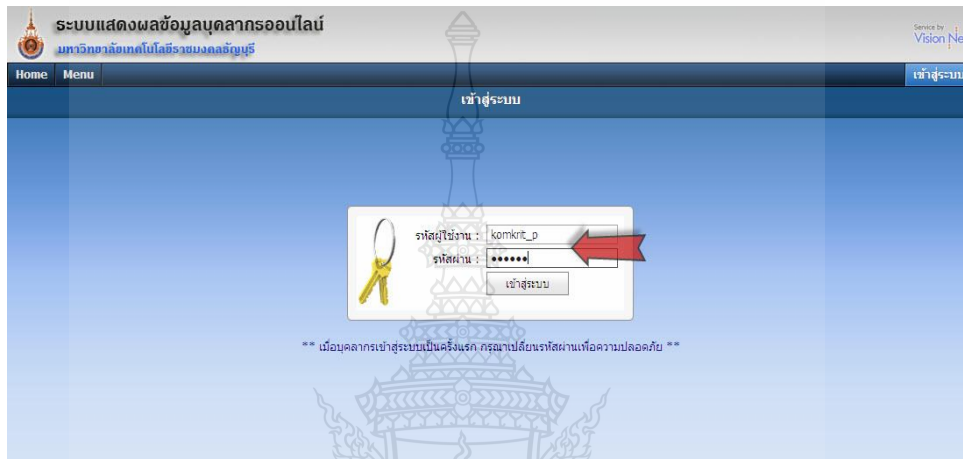 ระบบแสดงผลข้อมูลบุคลากรออนไลน์
มหาวิทยาลัยเทคโนโลยีราชมงคลธัญบุรี
Service by
Vision Ne
Home Menu เข้าสู่ระบบ
เข้าสู่ระบบ
รหัสผู้ใช้งาน : komkrit_p
รหัสผ่าน : ••••••
เข้าสู่ระบบ
** เมื่อบุคลากรเข้าสู่ระบบเป็นครั้งแรก กรุณาเปลี่ยนรหัสผ่านเพื่อความปลอดภัย **